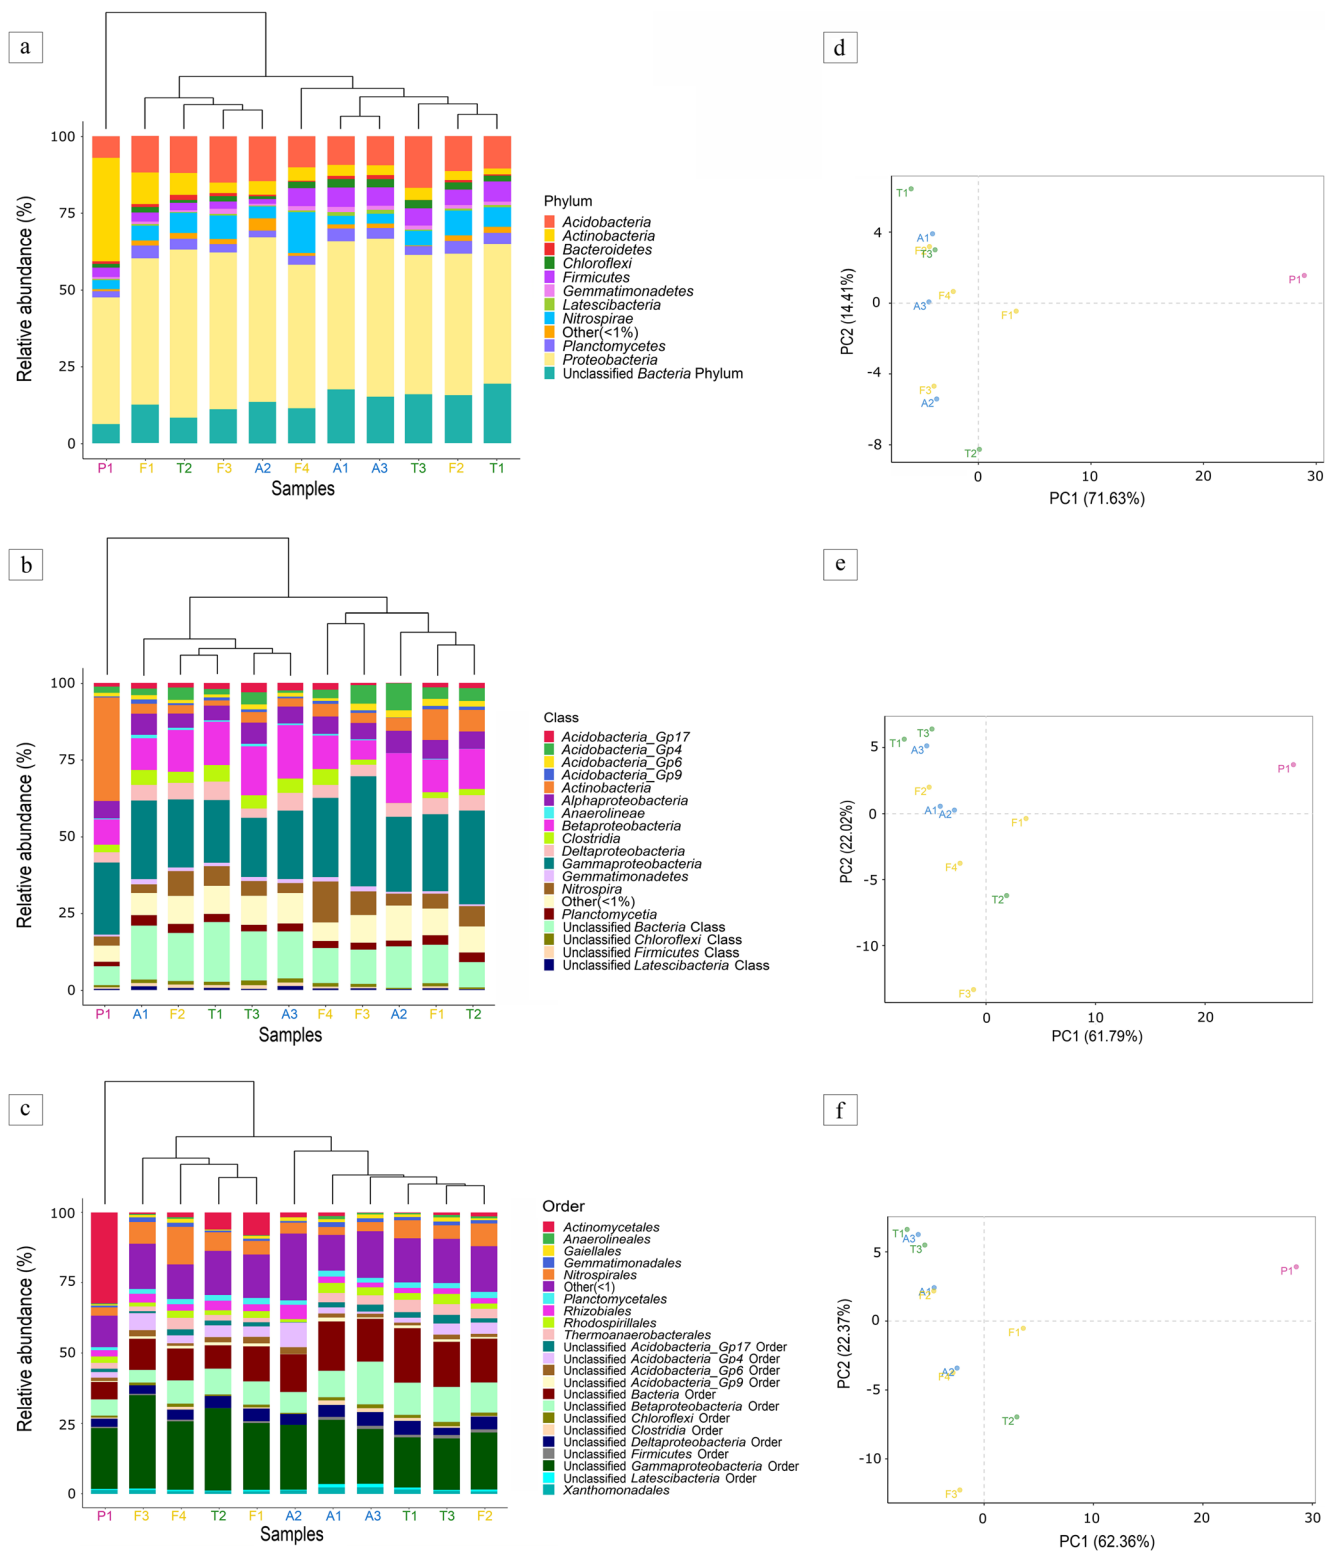 a
Relative abundance (%)
100
75
50
25
0
P1 F1 T2 F3 A2 F4 A1 A3 T3 F2 T1
Samples
Phylum
Acidobacteria
Actinobacteria
Bacteroidetes
Chloroflexi
Firmicutes
Gemmatimonadetes
Latescibacteria
Nitrospirae
Other(<1%)
Planctomycetes
Proteobacteria
Unclassified Bacteria Phylum
d
PC2 (14.41%)
4
0
-4
-8
T1
A1
F2
T3
P1
F4
A3
F1
F3
A2
T2
0 10 20 30
PC1 (71.63%)
b
Relative abundance (%)
100
75
50
25
0
P1 A1 F2 T1 T3 A3 F4 F3 A2 F1 T2
Samples
Class
Acidobacteria_Gp17
Acidobacteria_Gp4
Acidobacteria_Gp6
Acidobacteria_Gp9
Actinobacteria
Alphaproteobacteria
Anaerolineae
Betaproteobacteria
Clostridia
Deltaproteobacteria
Gammaproteobacteria
Gemmatimonadetes
Nitrospira
Other(<1%)
Planctomycetia
Unclassified Bacteria Class
Unclassified Chloroflexi Class
Unclassified Firmicutes Class
Unclassified Latescibacteria Class
e
PC2 (22.02%)
5
0
-5
-10
T3
T1
A3
P1
F2
A1
A2
F1
F4
T2
F3
0 10 20
PC1 (61.79%)
c
Relative abundance (%)
100
75
50
25
0
P1 F3 F4 T2 F1 A2 A1 A3 T1 T3 F2
Samples
Order
Actinomycetales
Anaerolineales
Gaiellales
Gemmatimonadales
Nitrospirales
Other(<1)
Planctomycetales
Rhizobiales
Rhodospirillales
Thermoanaerobacterales
Unclassified Acidobacteria_Gp17 Order
Unclassified Acidobacteria_Gp4 Order
Unclassified Acidobacteria_Gp6 Order
Unclassified Acidobacteria_Gp9 Order
Unclassified Bacteria Order
Unclassified Betaproteobacteria Order
Unclassified Chloroflexi Order
Unclassified Clostridia Order
Unclassified Deltaproteobacteria Order
Unclassified Firmicutes Order
Unclassified Gammaproteobacteria Order
Unclassified Latescibacteria Order
Xanthomonadales
f
PC2 (22.37%)
5
0
-5
-10
T1
A3
T3
P1
A1
F2
F1
A2
F4
T2
F3
0 10 20 30
PC1 (62.36%)